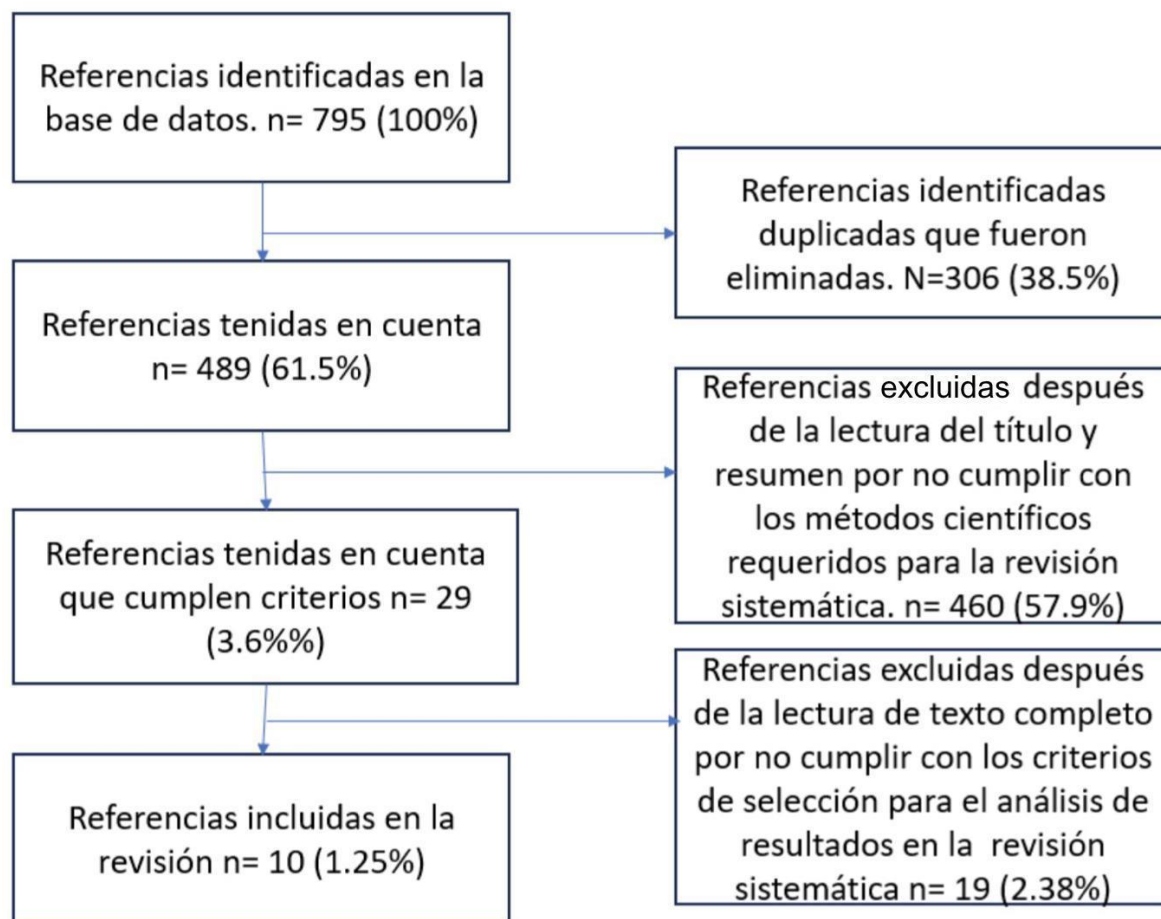 Referencias identificadas en la
base de datos. n= 795 (100%)
Referencias identificadas
duplicadas que fueron
eliminadas. N=306 (38.5%)
Referencias tenidas en cuenta
n= 489 (61.5%)
Referencias excluidas después
de la lectura del título y
resumen por no cumplir con
los métodos científicos
requeridos para la revisión
sistemática. n= 460 (57.9%)
Referencias tenidas en cuenta
que cumplen criterios n= 29
(3.6%%)
Referencias excluidas después
de la lectura de texto completo
por no cumplir con los criterios
de selección para el análisis de
resultados en la revisión
sistemática n= 19 (2.38%)
Referencias incluidas en la
revisión n= 10 (1.25%)